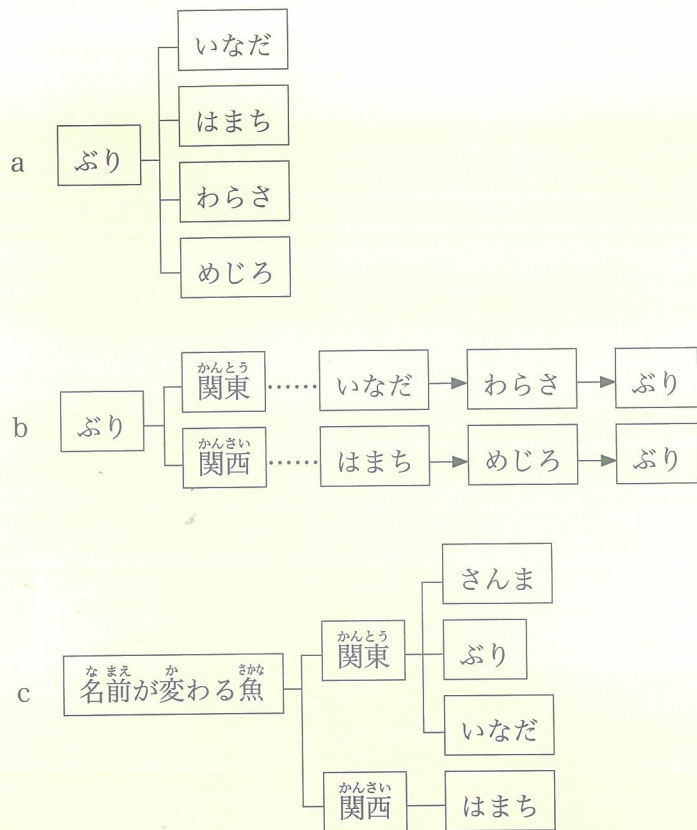 a
ぶり
いなだ
はまち
わらさ
めじろ
b
ぶり
かんとう
関東……いなだ→わらさ→ぶり
かんさい
関西……はまち→めじろ→ぶり
c
なまえ か さかな
名前が変わる魚
かんとう
関東
さんま
ぶり
いなだ
かんさい
関西
はまち